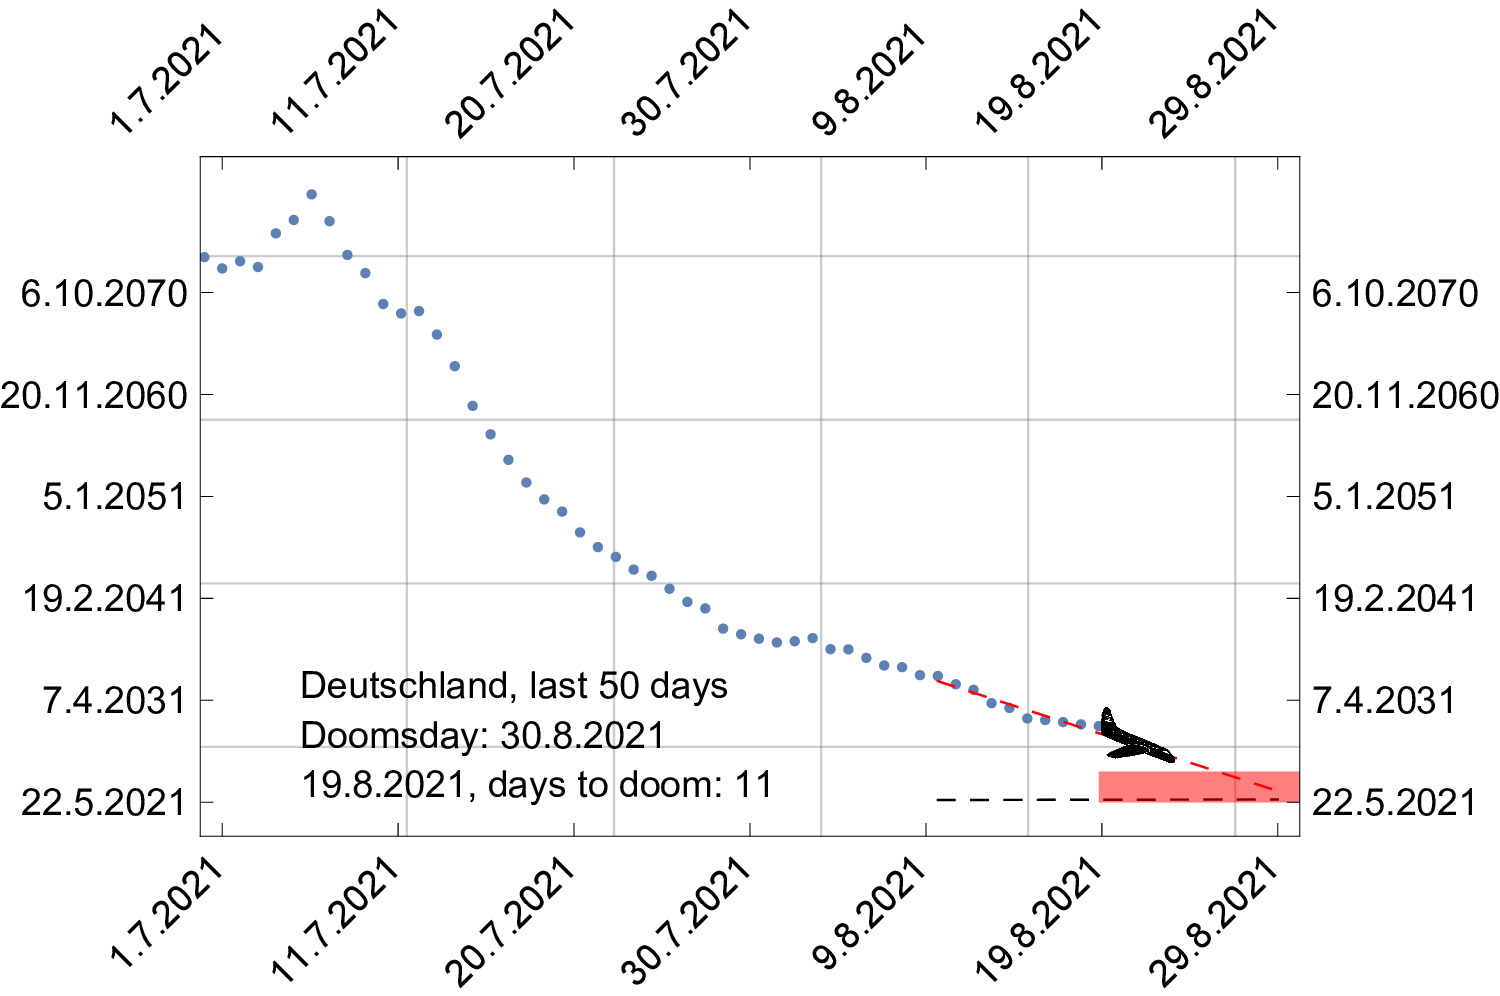 1.7.2021 11.7.2021 20.7.2021 30.7.2021 9.8.2021 19.8.2021 29.8.2021
6.10.2070 6.10.2070
20.11.2060 20.11.2060
5.1.2051 5.1.2051
19.2.2041 19.2.2041
Deutschland, last 50 days
7.4.2031 7.4.2031
Doomsday: 30.8.2021
19.8.2021, days to doom: 11
22.5.2021 22.5.2021
1.7.2021 11.7.2021 20.7.2021 30.7.2021 9.8.2021 19.8.2021 29.8.2021